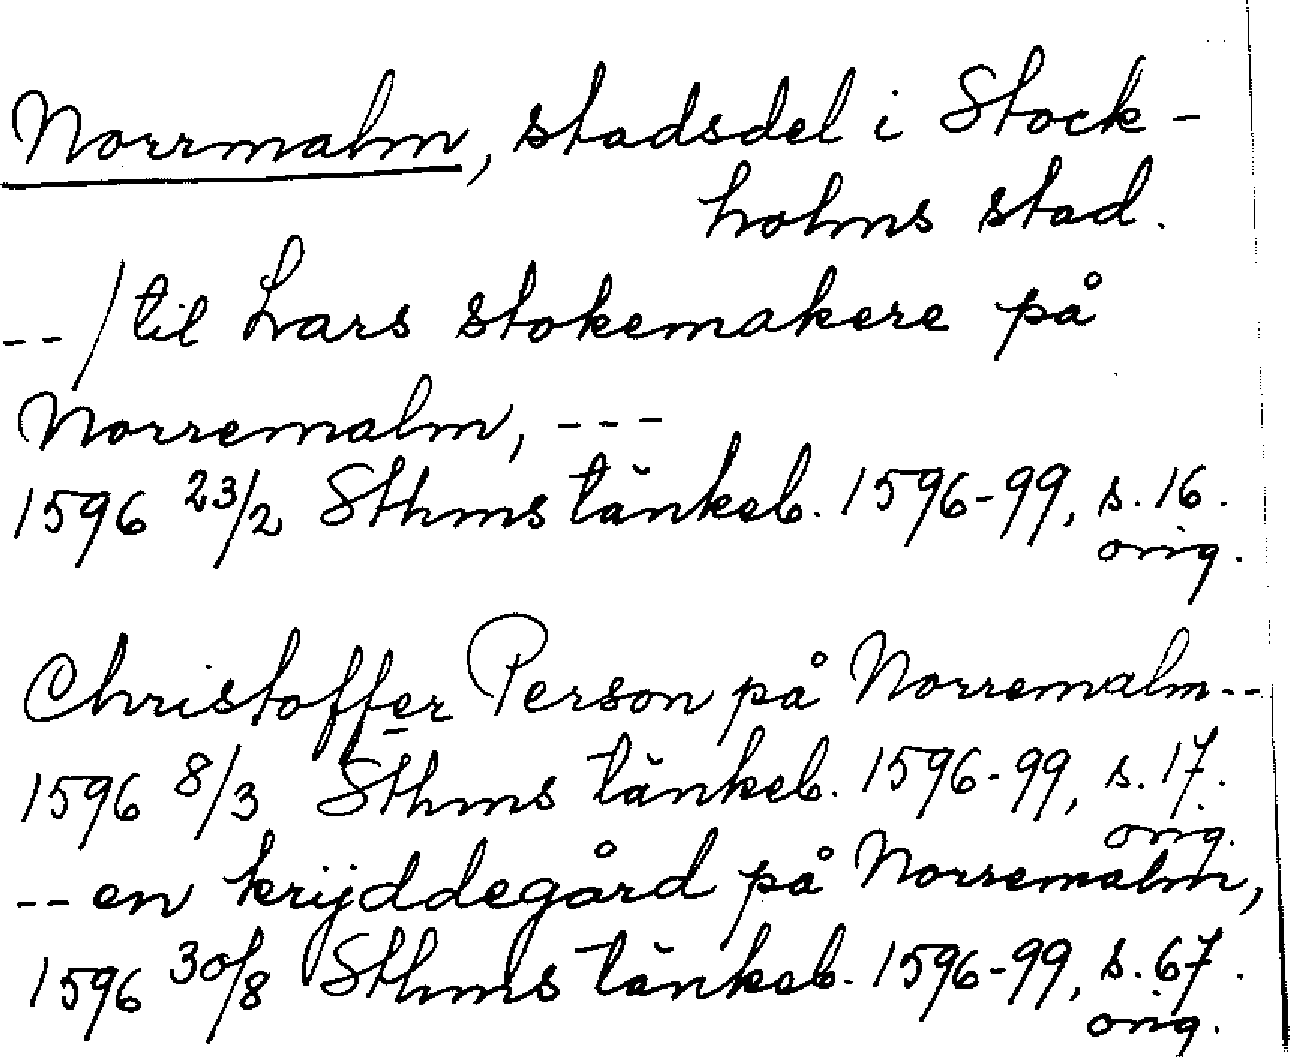 Norrmalm, stadsdel i Stock-
holms stad.
--/til Lars stokemakere på
Norremalm, ---
1596 23/2 Sthms tänkeb. 1596-99, s. 16.
orig.
Christoffer Person på Norremalm--
1596 8/3 Sthms tänkeb. 1596-99, s. 17.
orig.
--en krijddegård på Norremalm,
1596 30/8 Sthms tänkeb. 1596-99, s. 67.
orig.